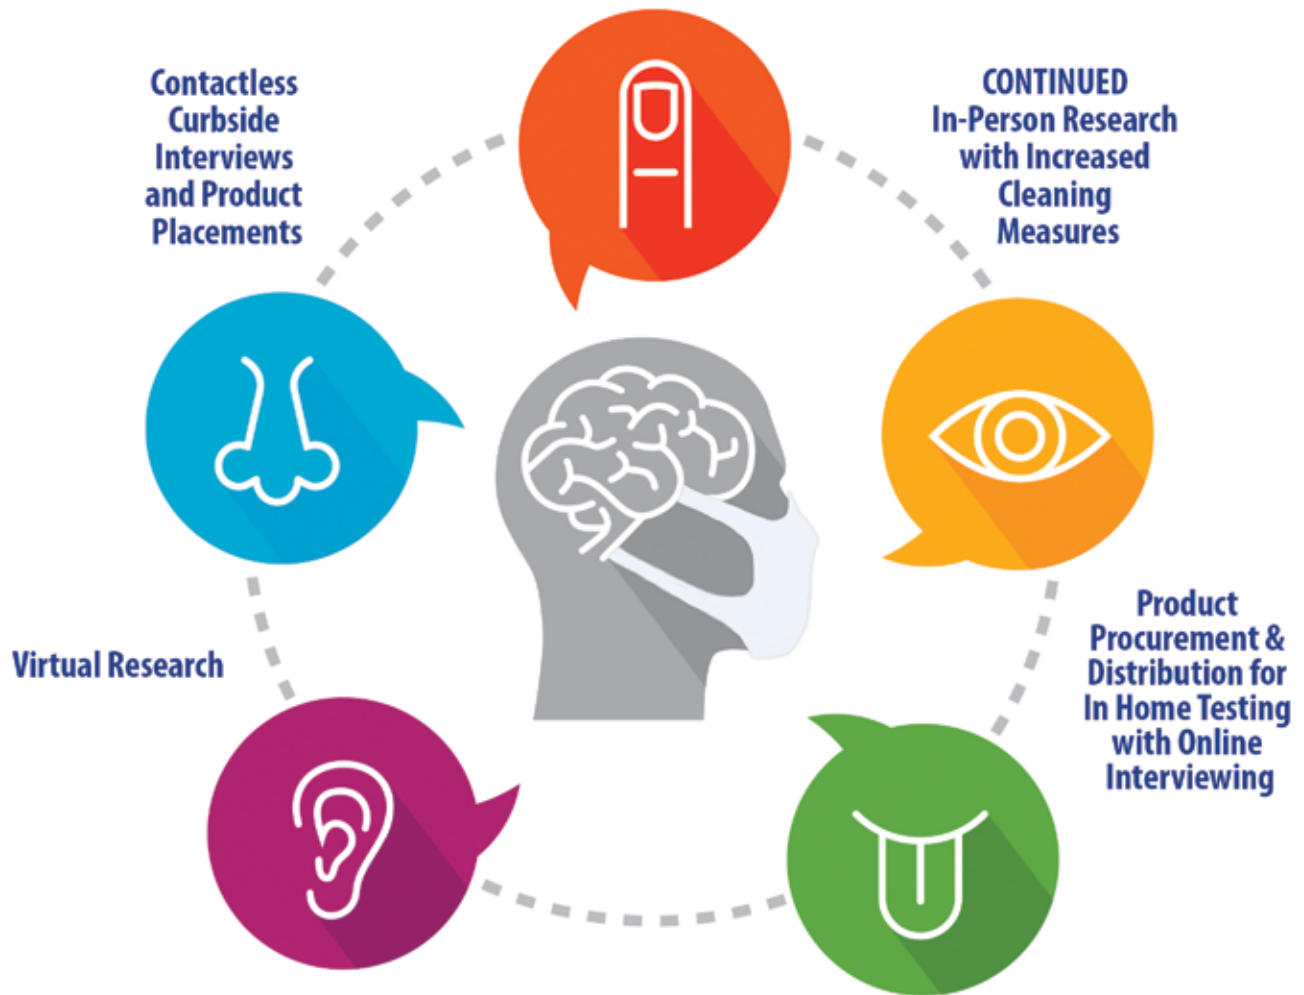 Contactless
Curbside
Interviews
and Product
Placements
CONTINUED
In-Person Research
with Increased
Cleaning
Measures
Virtual Research
Product
Procurement &
Distribution for
In Home Testing
with Online
Interviewing